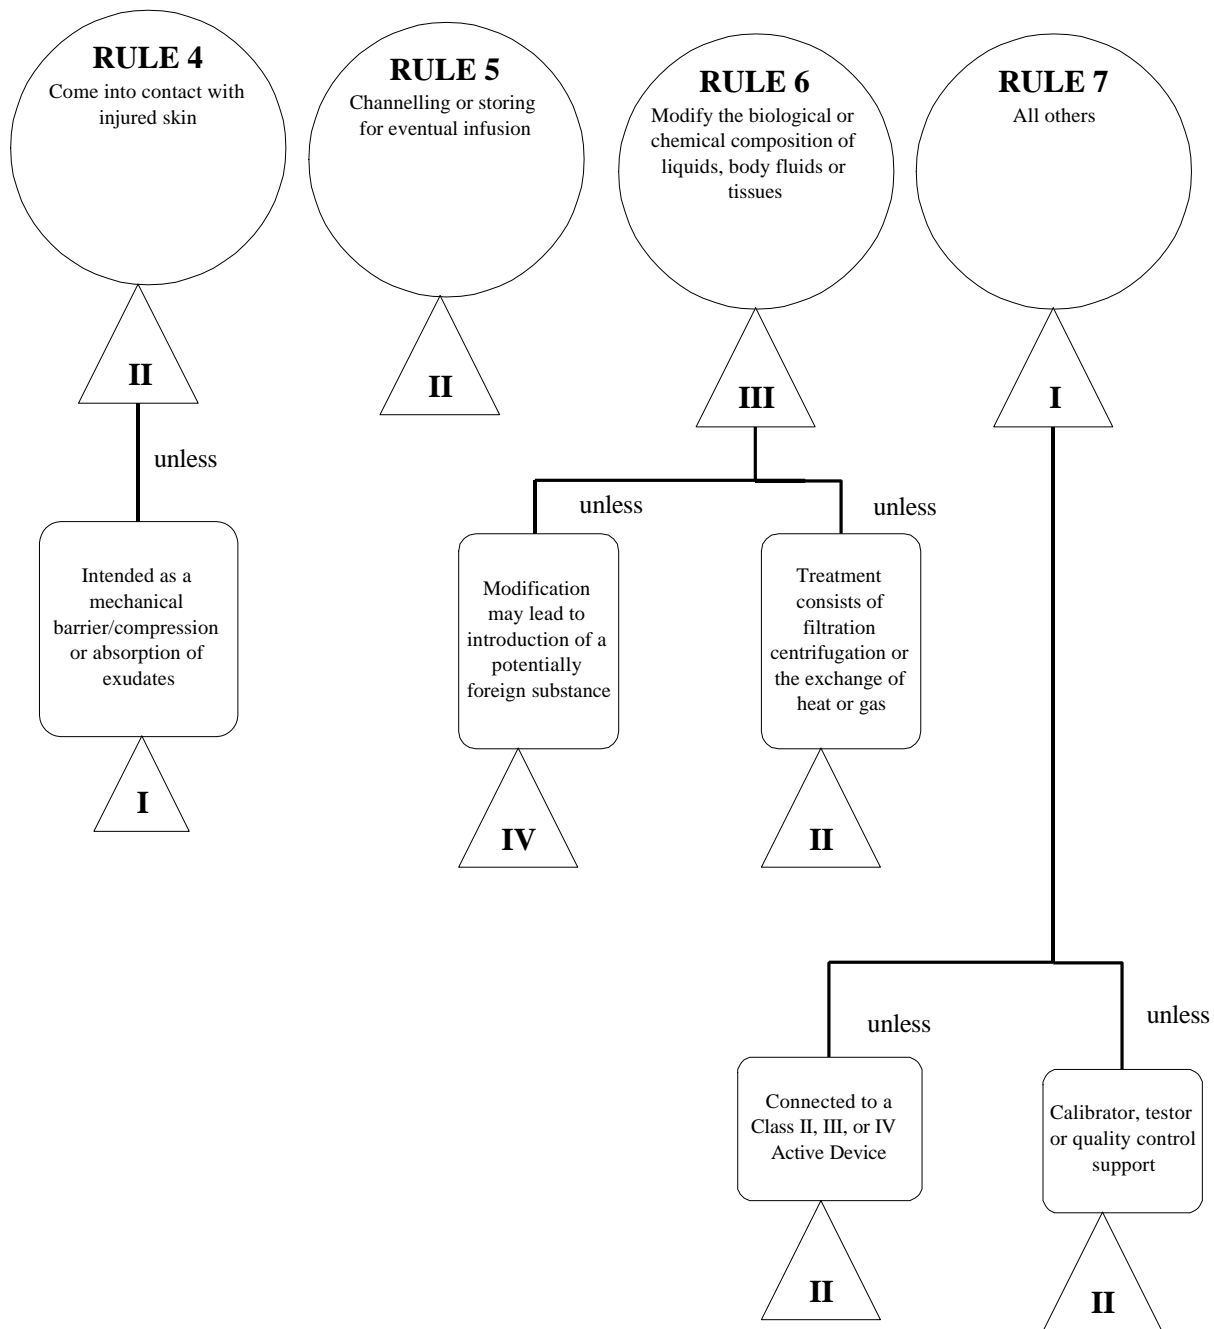 RULE 4
Come into contact with
injured skin
II
unless
Intended as a
mechanical
barrier/compression
or absorption of
exudates
I
RULE 5
Channelling or storing
for eventual infusion
II
RULE 6
Modify the biological or
chemical composition of
liquids, body fluids or
tissues
III
unless
Modification
may lead to
introduction of a
potentially
foreign substance
IV
unless
Treatment
consists of
filtration
centrifugation or
the exchange of
heat or gas
II
RULE 7
All others
I
unless
Connected to a
Class II, III, or IV
Active Device
II
unless
Calibrator, testor
or quality control
support
II